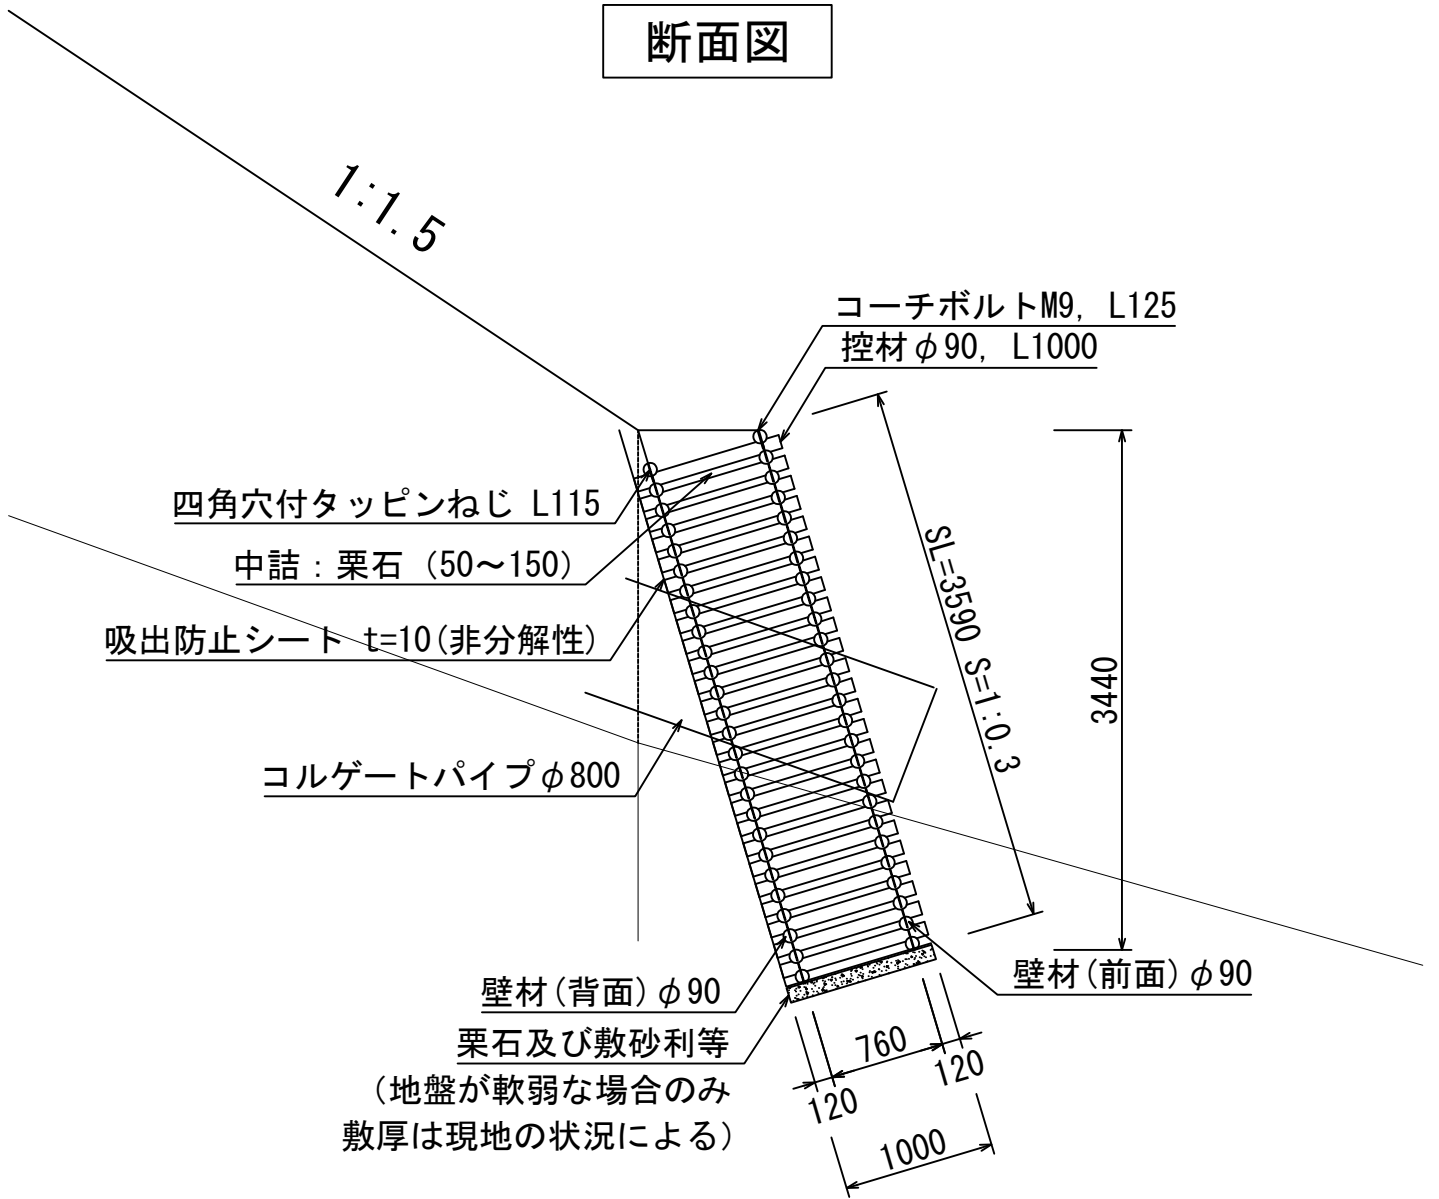 断面図
1:1.5
コーチボルトM9, L125
控材φ90, L1000
四角穴付タッピンねじ L115
中詰：栗石（50～150）
吸出防止シート t=10(非分解性)
SL=3590 S=1:0.3
3440
コルゲートパイプφ800
壁材(背面)φ90
壁材(前面)φ90
栗石及び敷砂利等
（地盤が軟弱な場合のみ
敷厚は現地の状況による）
760
120
120
1000